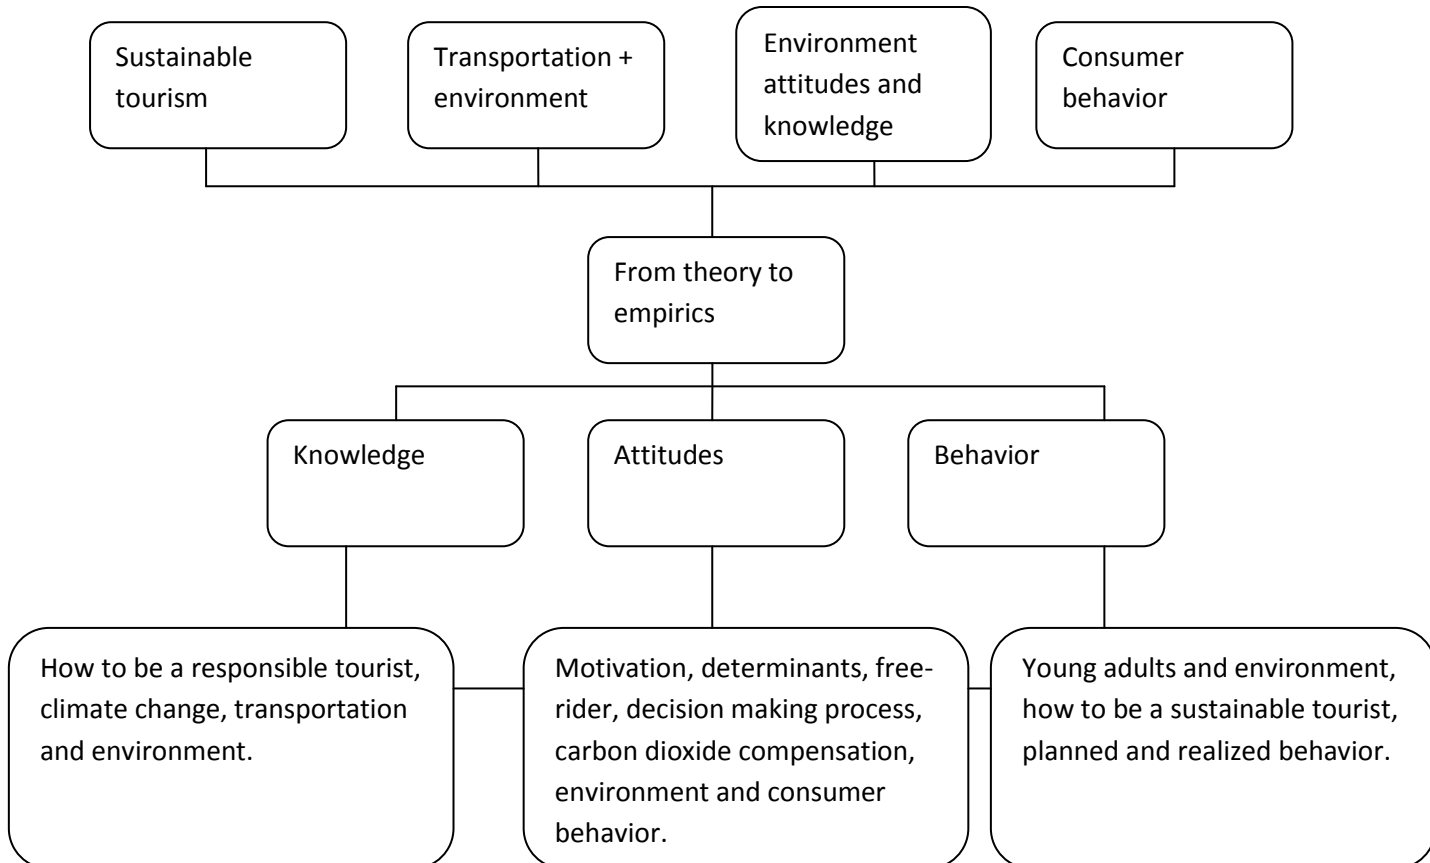 Sustainable
tourism
Transportation +
environment
Environment
attitudes and
knowledge
Consumer
behavior
From theory to
empirics
Knowledge
Attitudes
Behavior
How to be a responsible tourist,
climate change, transportation
and environment.
Motivation, determinants, free-
rider, decision making process,
carbon dioxide compensation,
environment and consumer
behavior.
Young adults and environment,
how to be a sustainable tourist,
planned and realized behavior.